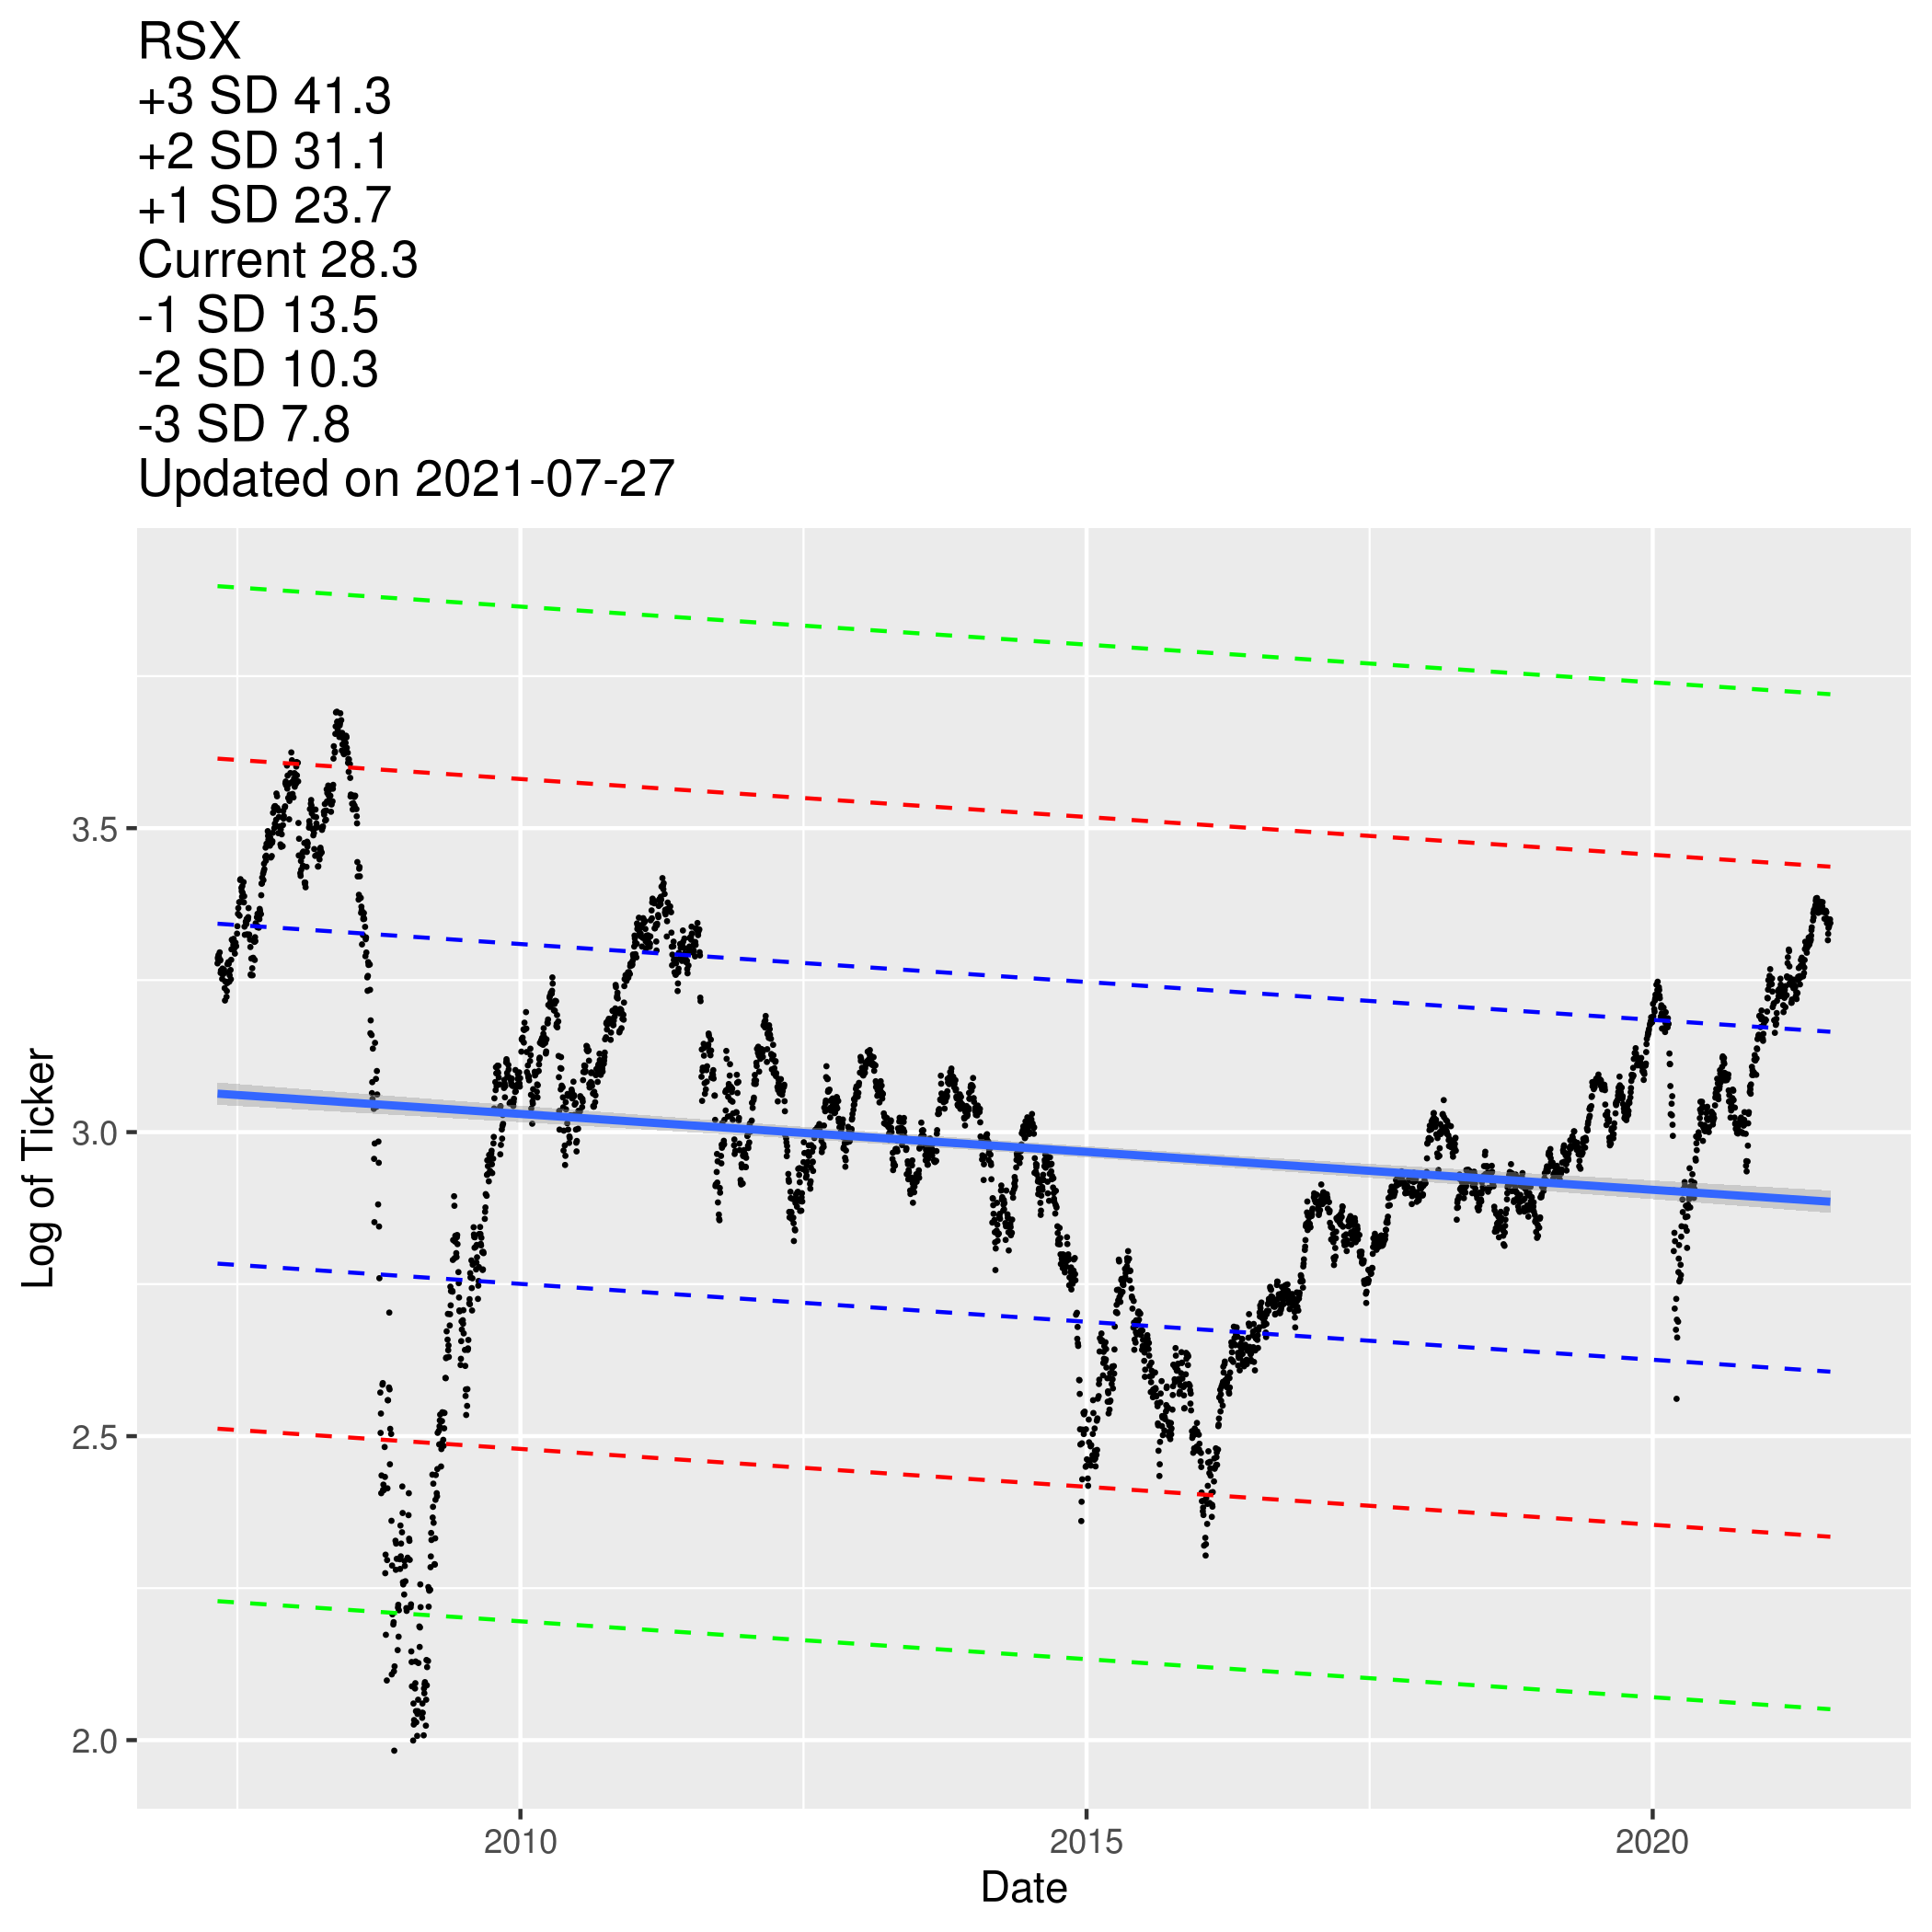 RSX
+3 SD 41.3
+2 SD 31.1
+1 SD 23.7
Current 28.3
-1 SD 13.5
-2 SD 10.3
-3 SD 7.8
Updated on 2021-07-27
Log of Ticker
3.5
3.0
2.5
2.0
2010
2015
2020
Date